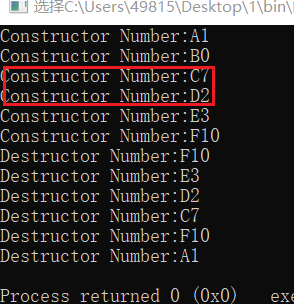 选择C:\Users\49815\Desktop\1\bin\
Constructor Number:A1
Constructor Number:B0
Constructor Number:C7
Constructor Number:D2
Constructor Number:E3
Constructor Number:F10
Destructor Number:F10
Destructor Number:E3
Destructor Number:D2
Destructor Number:C7
Destructor Number:F10
Destructor Number:A1
Process returned 0 (0x0) exe